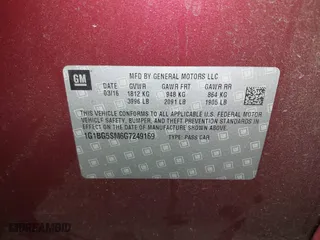 GM
MFD BY GENERAL MOTORS LLC
DATE GVWR GAWR FRT GAWR RR
03/16 1812 KG 948 KG 864 KG
3996 LB 2091 LB 1905 LB
THIS VEHICLE CONFORMS TO ALL APPLICABLE U.S. FEDERAL MOTOR
VEHICLE SAFETY, BUMPER, AND THEFT PREVENTION STANDARDS IN
EFFECT ON THE DATE OF MANUFACTURE SHOWN ABOVE.
1G1BG5SM6G7249169 TYPE: PASS CAR